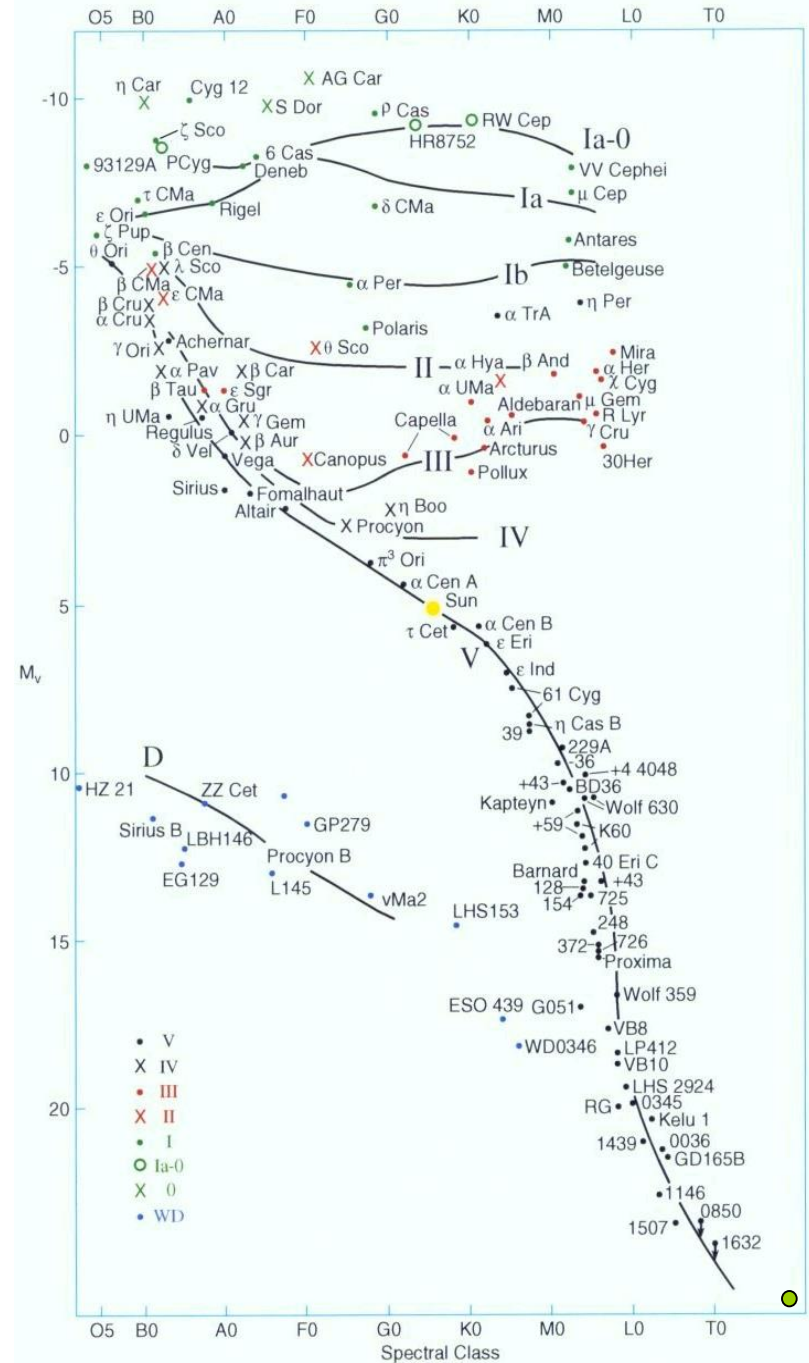 O5 B0 A0 F0 G0 K0 M0 L0 T0
η Car
Cyg 12
X AG Car
-10
X S Dor
ρ Cas
RW Cep
ζ Sco
HR8752
Ia-0
93129A
PCyg
6 Cas
Deneb
VV Cephei
τ CMa
Ia
μ Cep
ε Ori
Rigel
δ CMa
ζ Pup
θ Ori
β Cen
Antares
-5
X λ Sco
Ib
Betelgeuse
β CMa
α Per
X ε CMa
β Cru X
η Per
α Cru X
α TrA
Polaris
γ Ori X
Achernar
X θ Sco
Mira
II
α Hya
β And
α Her
X α Pav
X β Car
χ Cyg
β Tau
ε Sgr
α UMa
μ Gem
Aldebaran
X α Gru
R Lyr
η UMa
Capella
Regulus
X γ Gem
α Ari
γ Cru
0
X β Aur
δ Vel
Arcturus
Vega
X Canopus
III
30Her
Pollux
Sirius
Fomalhaut
Altair
X η Boo
X Procyon
IV
π³ Ori
α Cen A
5
Sun
τ Cet
α Cen B
ε Eri
V
Mv
ε Ind
61 Cyg
η Cas B
39
229A
D
-36
10
+4 4048
HZ 21
ZZ Cet
+43
BD36
Kapteyn
Wolf 630
Sirius B
GP279
+59
K60
LBH146
Procyon B
40 Eri C
EG129
L145
Barnard
+43
128
vMa2
154
725
LHS153
248
15
372
726
Proxima
Wolf 359
ESO 439
G051
VB8
WD0346
LP412
VB10
LHS 2924
RG
0345
Kelu 1
20
1439
0036
GD165B
1146
0850
1507
1632
V
X IV
III
X II
I
Ia-0
X 0
WD
O5 B0 A0 F0 G0 K0 M0 L0 T0
Spectral Class